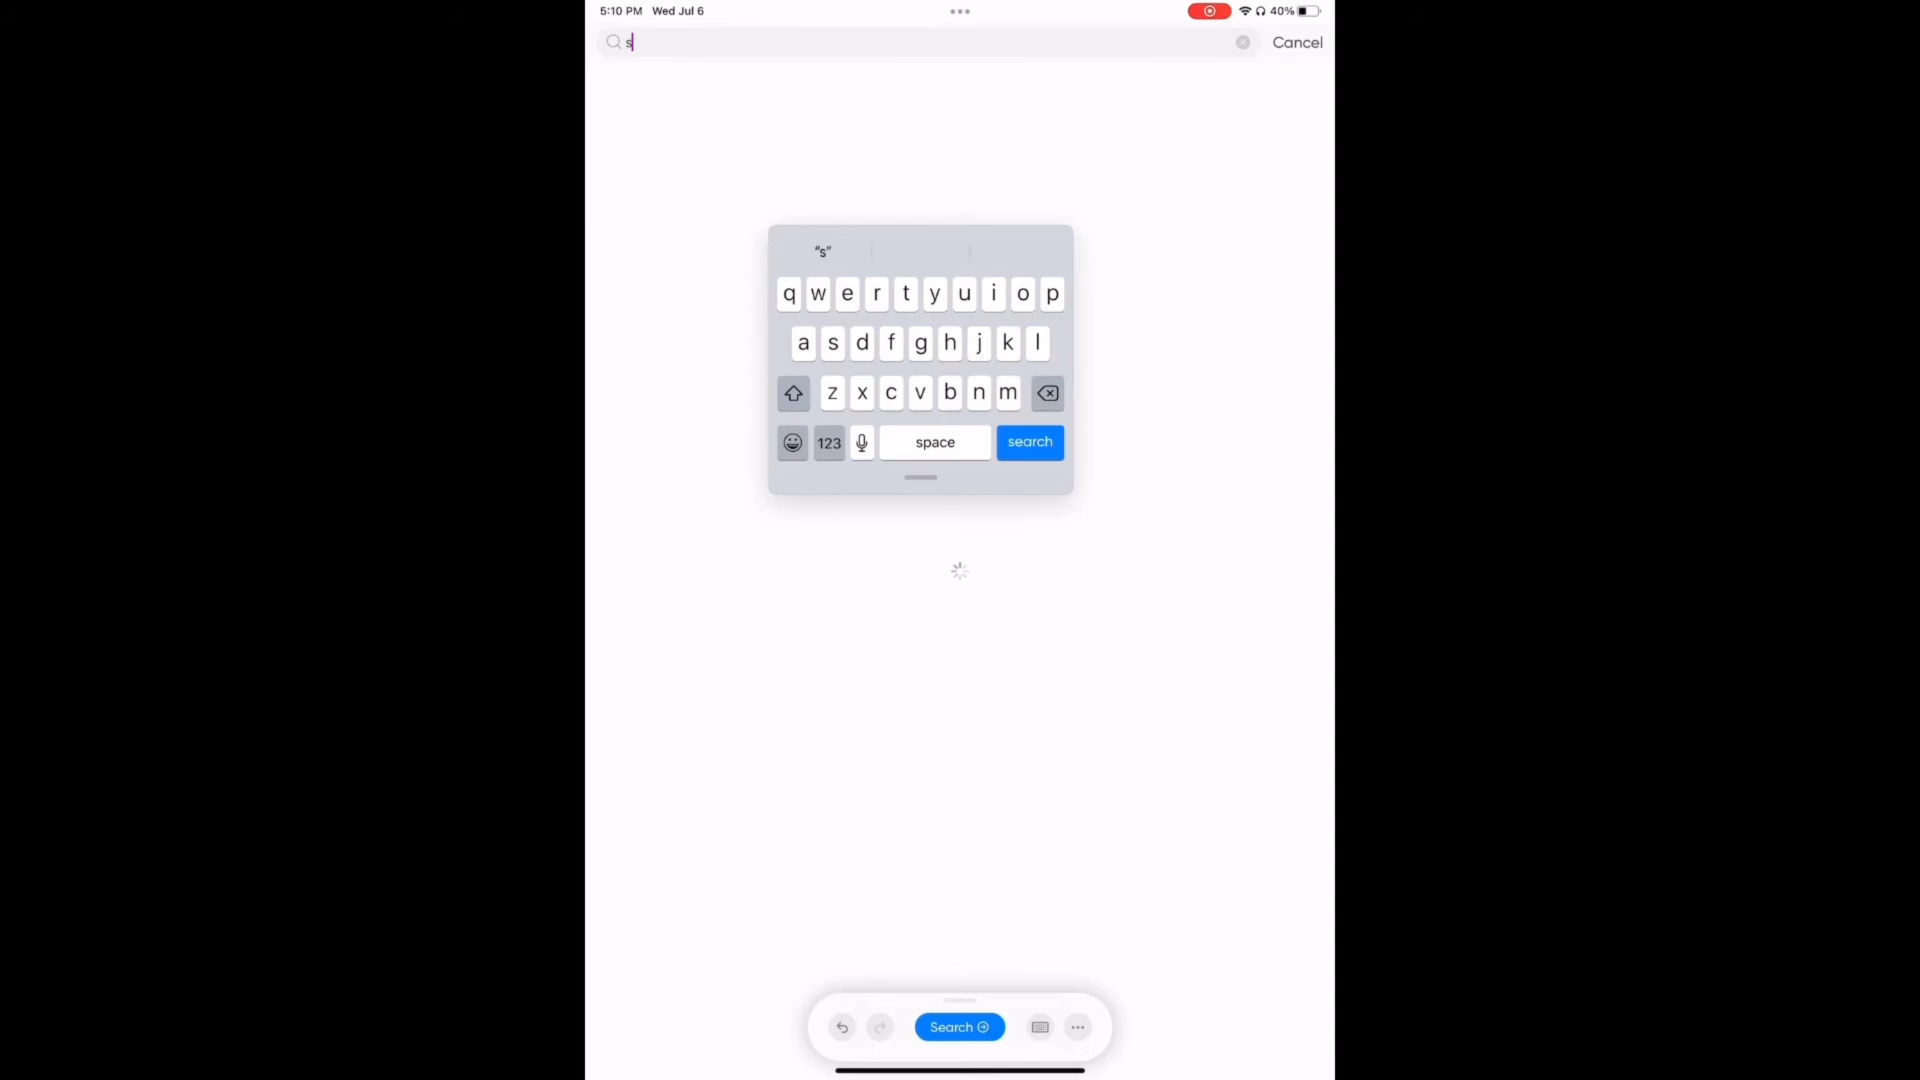 5:10 PM Wed Jul 6 40%
s Cancel
“s”
q w e r t y u i o p
a s d f g h j k l
z x c v b n m
123 space search
Search